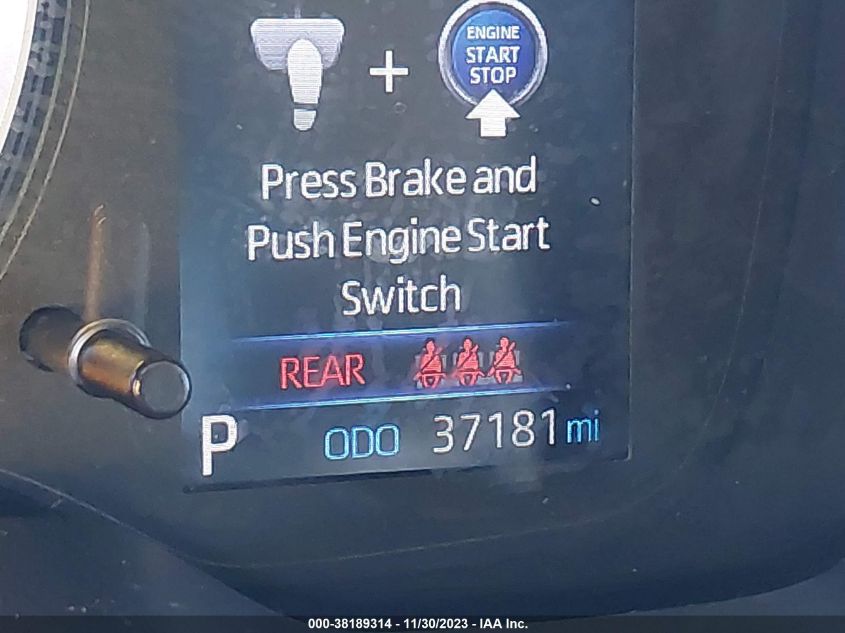 ENGINE
START
STOP
+
Press Brake and
Push Engine Start
Switch
REAR
P ODO 37181 mi
000-38189314 - 11/30/2023 - IAA Inc.